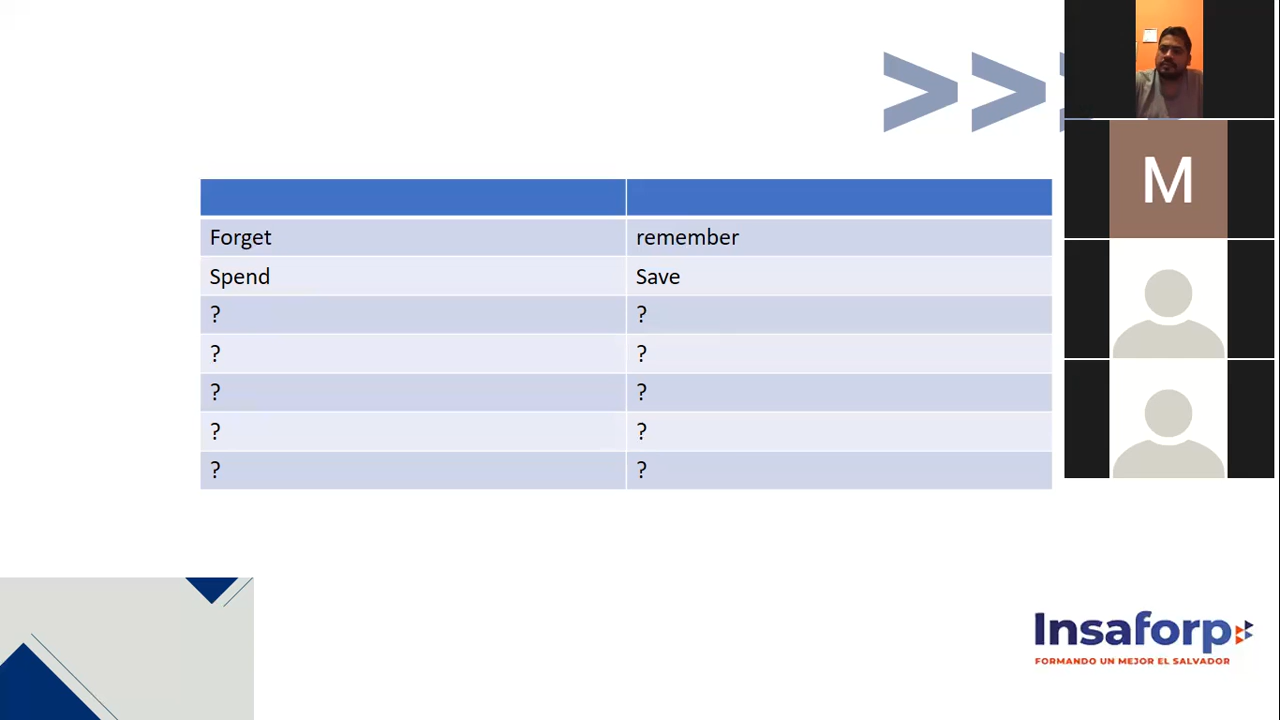 >>
M
Forget remember
Spend Save
? ?
? ?
? ?
? ?
? ?
Insaforp
FORMANDO UN MEJOR EL SALVADOR